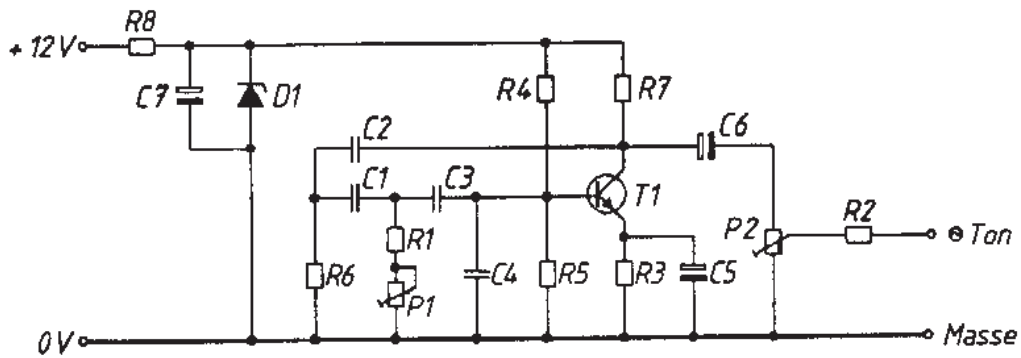 R8
+ 12V
C7
D1
R4
R7
C2
C6
C1
C3
T1
P2
R2
Ton
R1
R6
P1
C4
R5
R3
C5
0V
Masse